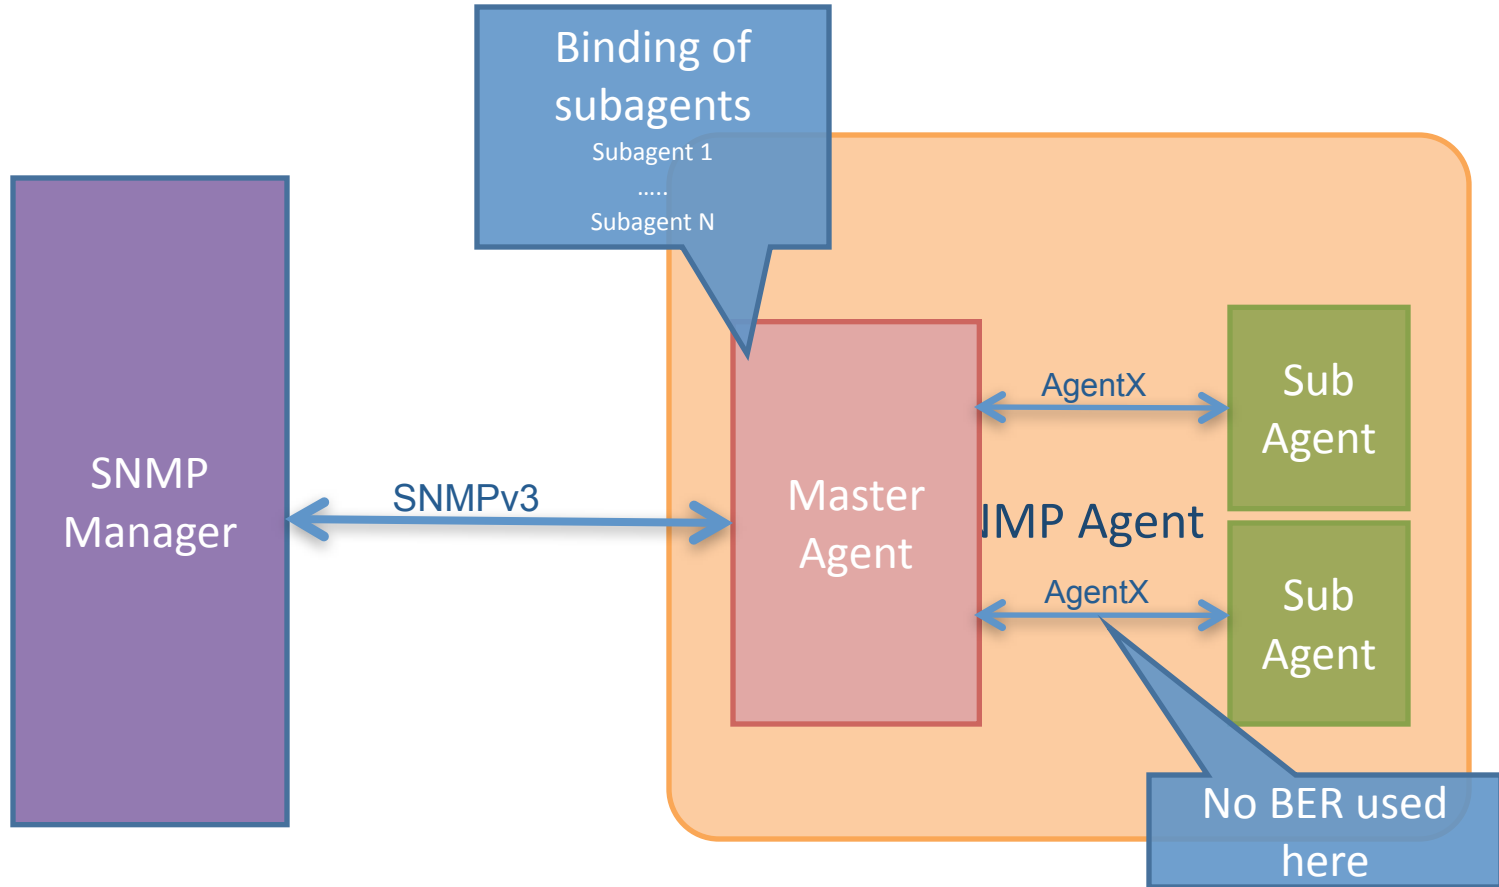 Binding of
subagents
Subagent 1
.....
Subagent N
SNMP
Manager
SNMPv3
Master
Agent
AgentX
Sub
Agent
NMP Agent
AgentX
Sub
Agent
No BER used
here